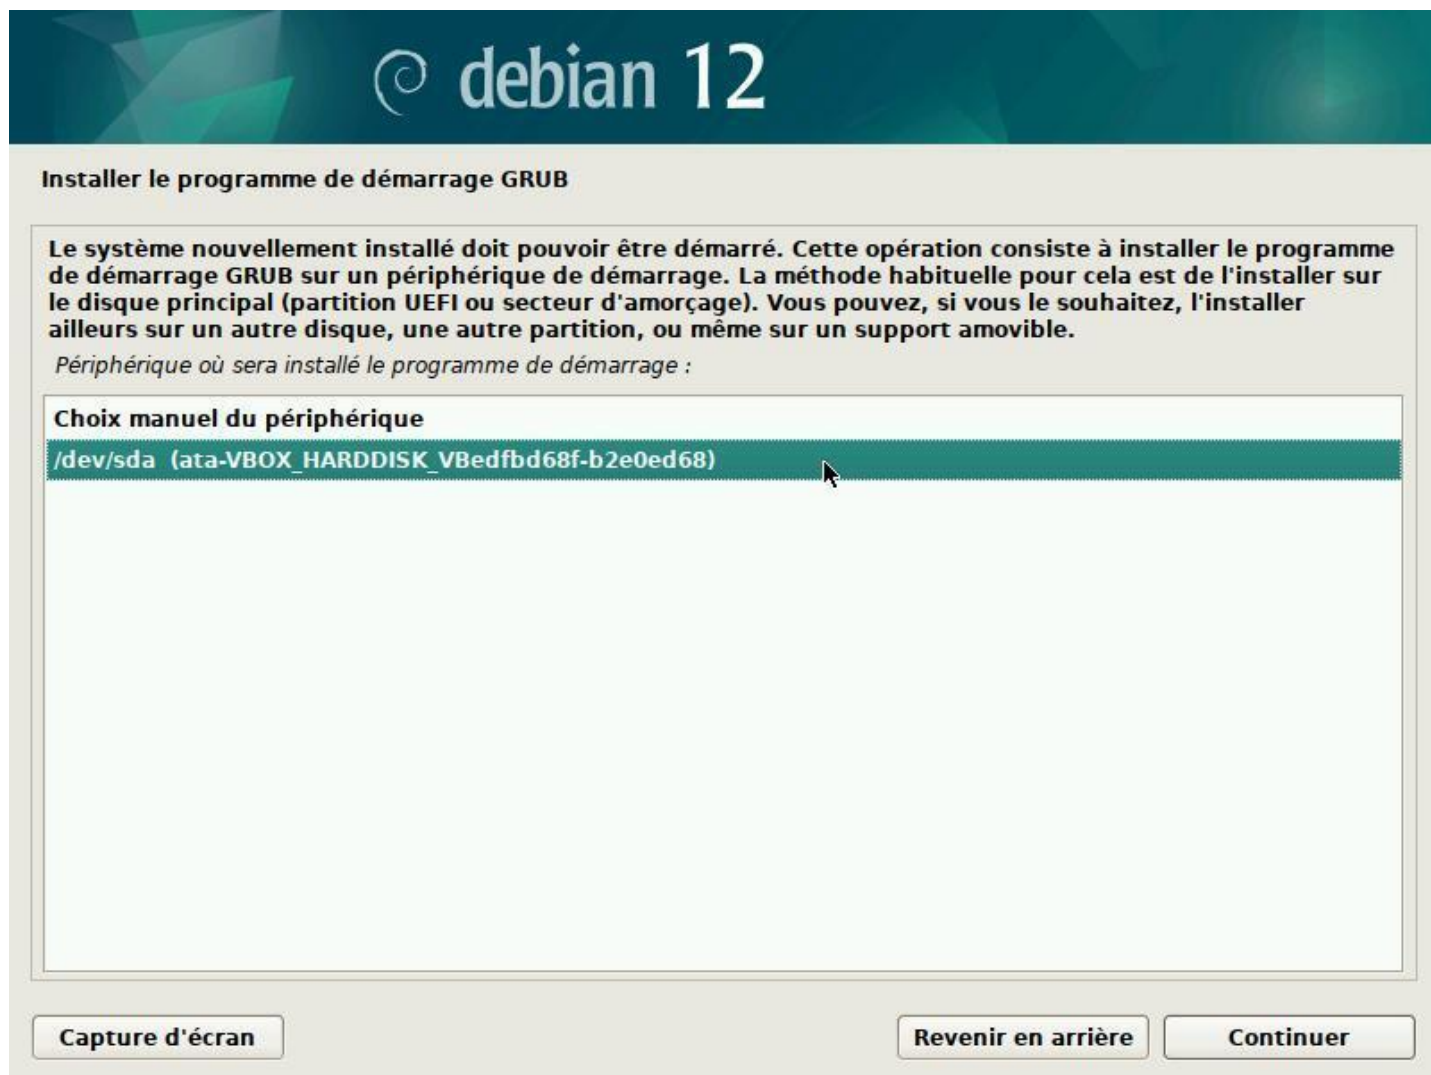 debian 12
Installer le programme de démarrage GRUB
Le système nouvellement installé doit pouvoir être démarré. Cette opération consiste à installer le programme
de démarrage GRUB sur un périphérique de démarrage. La méthode habituelle pour cela est de l'installer sur
le disque principal (partition UEFI ou secteur d'amorçage). Vous pouvez, si vous le souhaitez, l'installer
ailleurs sur un autre disque, une autre partition, ou même sur un support amovible.
Périphérique où sera installé le programme de démarrage :
Choix manuel du périphérique
/dev/sda (ata-VBOX_HARDDISK_VBedfbd68f-b2e0ed68)
Capture d'écran
Revenir en arrière
Continuer